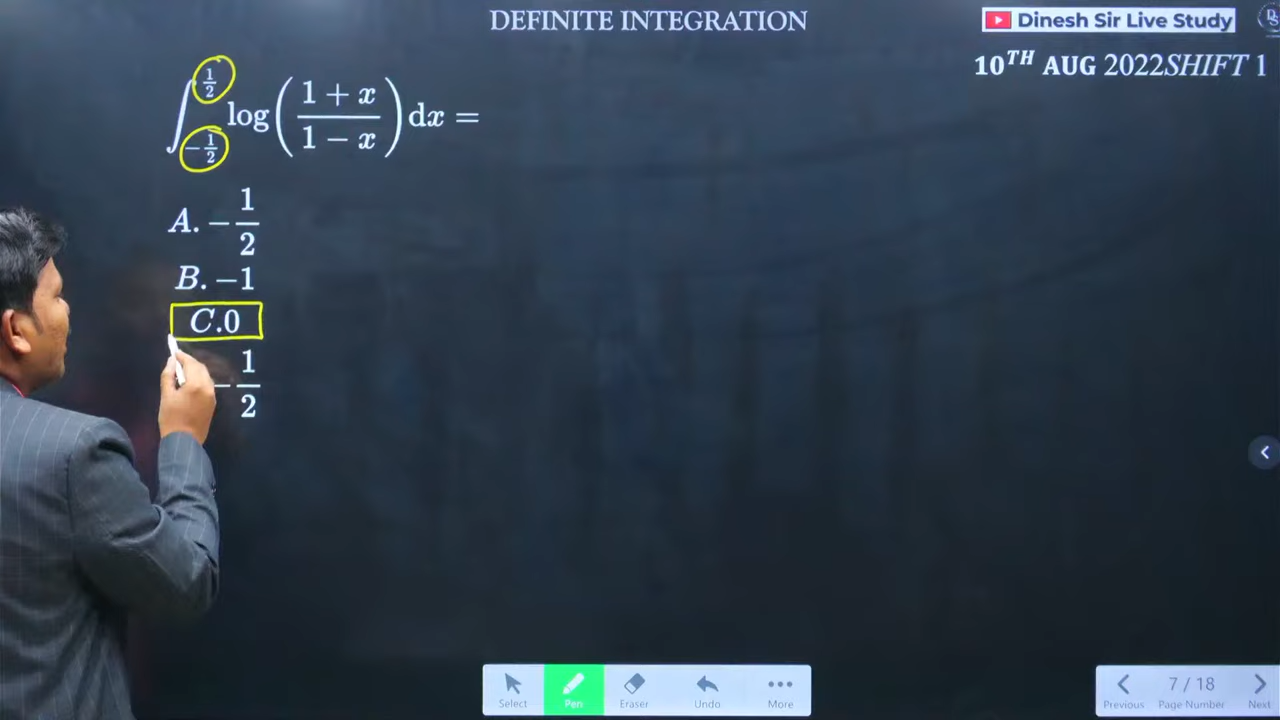 DEFINITE INTEGRATION
Dinesh Sir Live Study
10TH AUG 2022SHIFT 1
∫_{-1/2}^{1/2} log((1 + x)/(1 − x)) dx =
A. −1/2
B. −1
C.0
−1/2
Select
Pen
Eraser
Undo
More
Previous
7 / 18
Page Number
Next